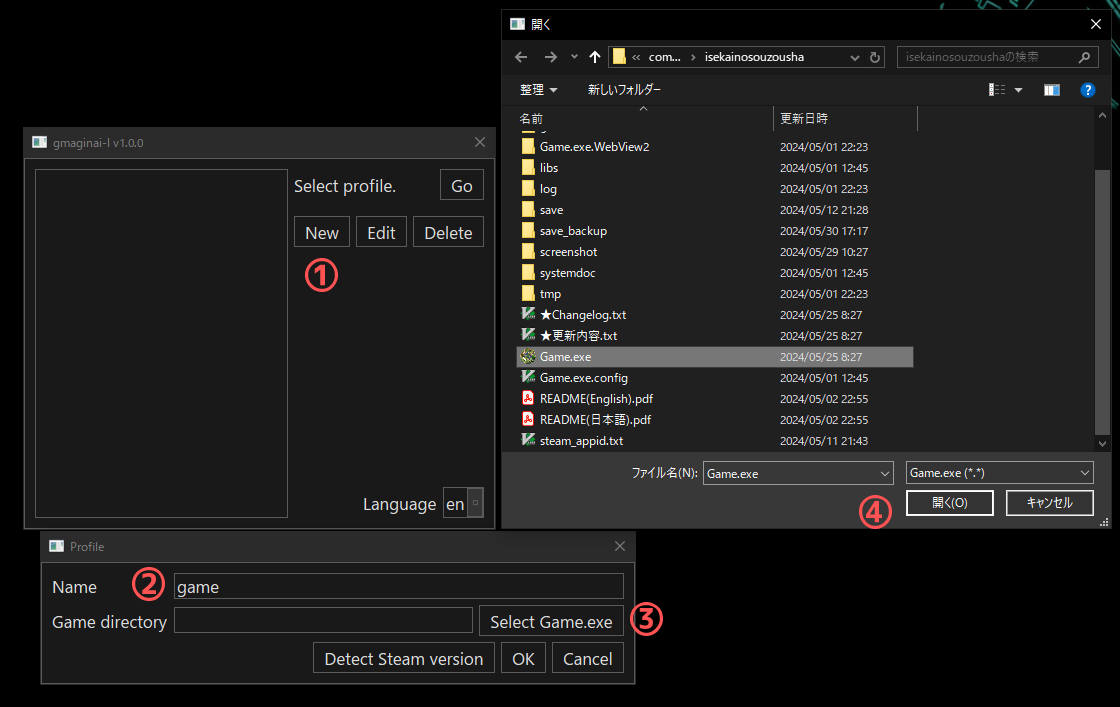 gmaginai-l v1.0.0
Select profile.
Go
New
Edit
Delete
①
Language
en
開く
« com... › isekainosouzousha
isekainosouzoushaの検索
整理
新しいフォルダー
名前 更新日時
Game.exe.WebView2 2024/05/01 22:23
libs 2024/05/01 12:45
log 2024/05/01 22:23
save 2024/05/12 21:28
save_backup 2024/05/30 17:17
screenshot 2024/05/29 10:27
systemdoc 2024/05/01 12:45
tmp 2024/05/01 22:23
★Changelog.txt 2024/05/25 8:27
★更新内容.txt 2024/05/25 8:27
Game.exe 2024/05/25 8:27
Game.exe.config 2024/05/01 12:45
README(English).pdf 2024/05/02 22:55
README(日本語).pdf 2024/05/02 22:55
steam_appid.txt 2024/05/11 21:43
ファイル名(N): Game.exe
Game.exe (*.*)
④
開く(O)
キャンセル
Profile
Name ② game
Game directory
Select Game.exe
③
Detect Steam version
OK
Cancel